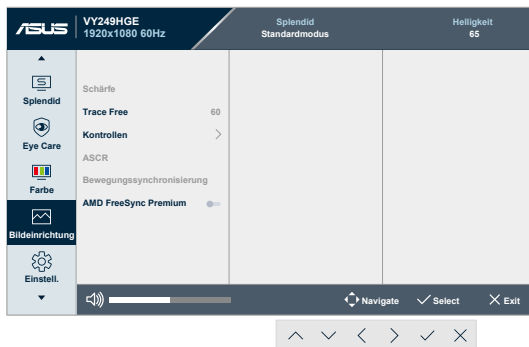 ASUS
VY249HGE
1920x1080 60Hz
Splendid
Standardmodus
Helligkeit
65
Splendid
Eye Care
Farbe
Bildeinrichtung
Einstell.
Schärfe
Trace Free 60
Kontrollen
ASCR
Bewegungssynchronisierung
AMD FreeSync Premium
Navigate Select Exit